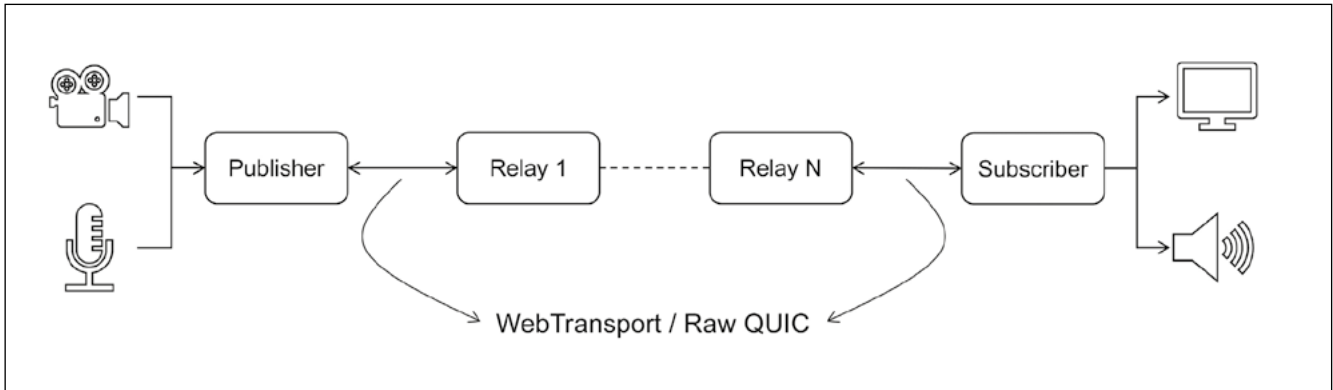 Publisher
Relay 1
Relay N
Subscriber
WebTransport / Raw QUIC